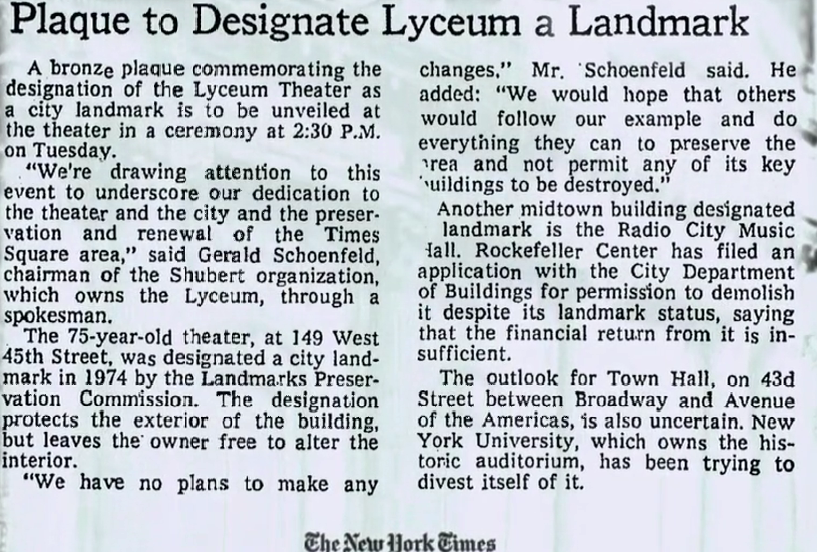 Plaque to Designate Lyceum a Landmark
A bronze plaque commemorating the
designation of the Lyceum Theater as
a city landmark is to be unveiled at
the theater in a ceremony at 2:30 P.M.
on Tuesday.
"We're drawing attention to this
event to underscore our dedication to
the theater and the city and the preser-
vation and renewal of the Times
Square area," said Gerald Schoenfeld,
chairman of the Shubert organization,
which owns the Lyceum, through a
spokesman.
The 75-year-old theater, at 149 West
45th Street, was designated a city land-
mark in 1974 by the Landmarks Preser-
vation Commission. The designation
protects the exterior of the building,
but leaves the owner free to alter the
interior.
"We have no plans to make any
changes," Mr. Schoenfeld said. He
added: "We would hope that others
would follow our example and do
everything they can to preserve the
area and not permit any of its key
buildings to be destroyed."
Another midtown building designated
landmark is the Radio City Music
Hall. Rockefeller Center has filed an
application with the City Department
of Buildings for permission to demolish
it despite its landmark status, saying
that the financial return from it is in-
sufficient.
The outlook for Town Hall, on 43d
Street between Broadway and Avenue
of the Americas, is also uncertain. New
York University, which owns the his-
toric auditorium, has been trying to
divest itself of it.
The New York Times